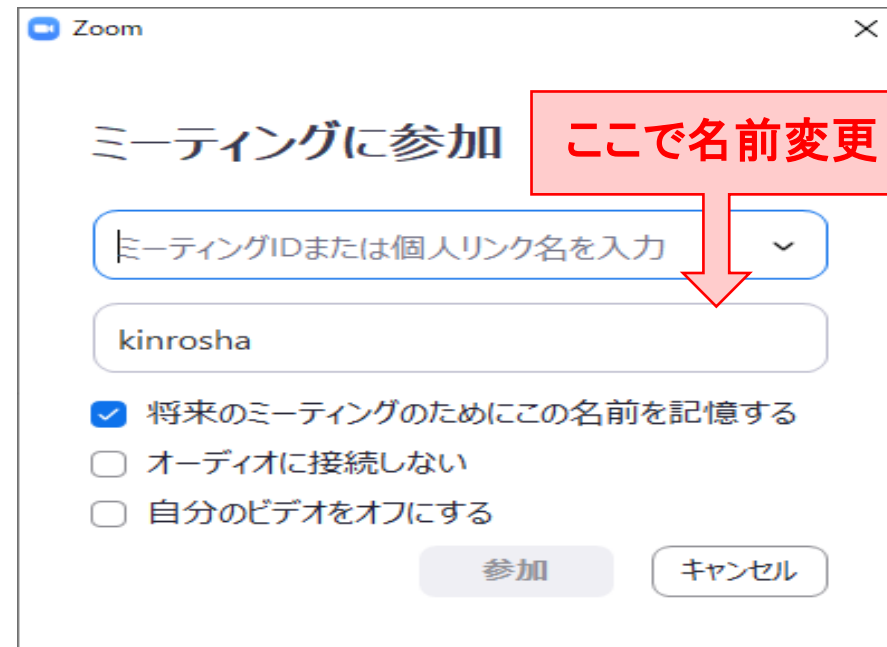 Zoom
ミーティングに参加
ここで名前変更
ミーティングIDまたは個人リンク名を入力
kinrosha
将来のミーティングのためにこの名前を記憶する
オーディオに接続しない
自分のビデオをオフにする
参加
キャンセル